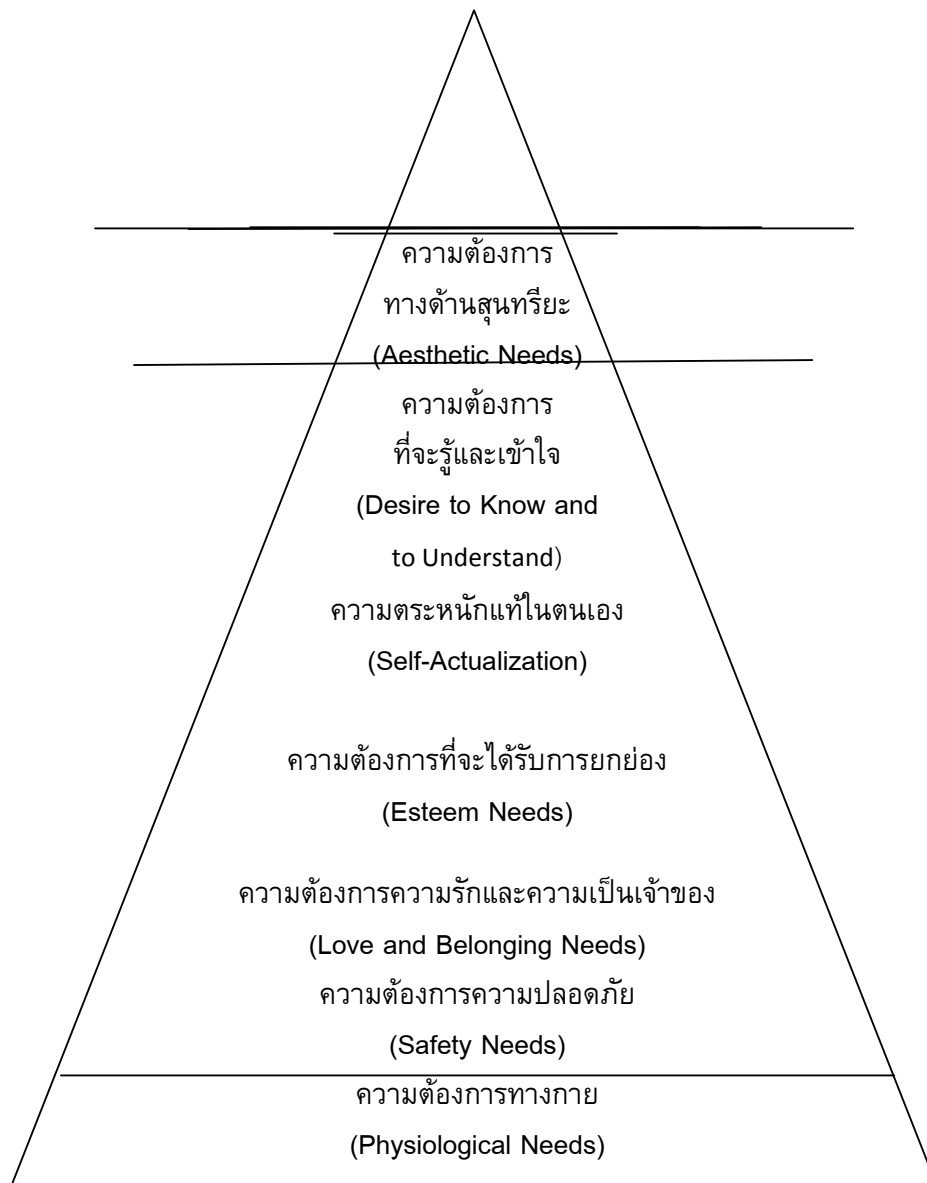 ความต้องการ
ทางด้านสุนทรียะ
(Aesthetic Needs)
ความต้องการ
ที่จะรู้และเข้าใจ
(Desire to Know and
to Understand)
ความตระหนักแท้ในตนเอง
(Self-Actualization)
ความต้องการที่จะได้รับการยกย่อง
(Esteem Needs)
ความต้องการความรักและความเป็นเจ้าของ
(Love and Belonging Needs)
ความต้องการความปลอดภัย
(Safety Needs)
ความต้องการทางกาย
(Physiological Needs)